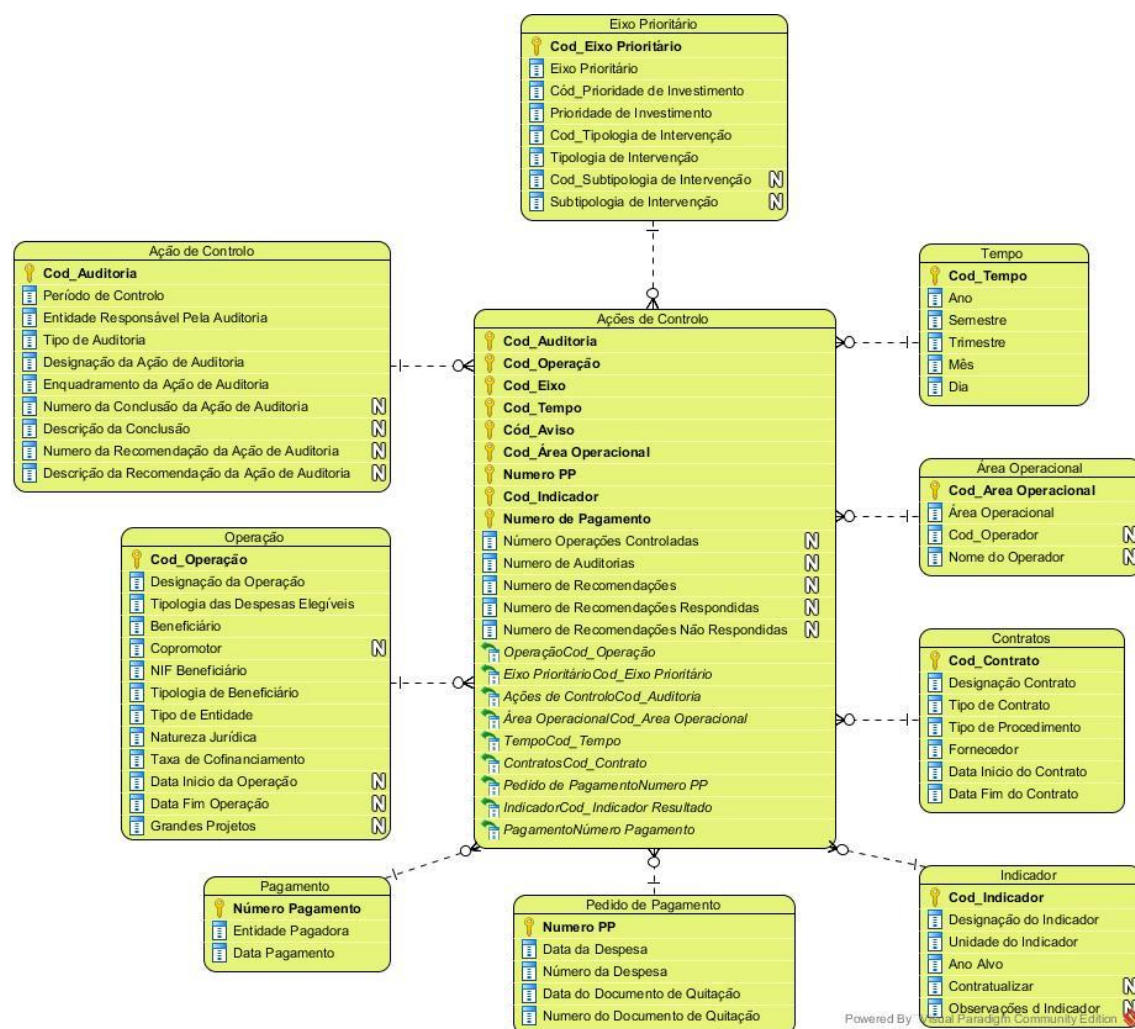 Eixo Prioritário
Cod_Eixo Prioritário
Eixo Prioritário
Cód_Prioridade de Investimento
Prioridade de Investimento
Cod_Tipologia de Intervenção
Tipologia de Intervenção
Cod_Subtipologia de Intervenção N
Subtipologia de Intervenção N
Ação de Controlo
Cod_Auditoria
Período de Controlo
Entidade Responsável Pela Auditoria
Tipo de Auditoria
Designação da Ação de Auditoria
Enquadramento da Ação de Auditoria
Numero da Conclusão da Ação de Auditoria N
Descrição da Conclusão N
Numero da Recomendação da Ação de Auditoria N
Descrição da Recomendação da Ação de Auditoria N
Tempo
Cod_Tempo
Ano
Semestre
Trimestre
Mês
Dia
Ações de Controlo
Cod_Auditoria
Cod_Operação
Cod_Eixo
Cod_Tempo
Cód_Aviso
Cod_Área Operacional
Numero PP
Cod_Indicador
Numero de Pagamento
Número Operações Controladas N
Numero de Auditorias N
Numero de Recomendações N
Numero de Recomendações Respondidas N
Numero de Recomendações Não Respondidas N
OperaçãoCod_Operação
Eixo PrioritárioCod_Eixo Prioritário
Ações de ControloCod_Auditoria
Área OperacionalCod_Area Operacional
TempoCod_Tempo
ContratosCod_Contrato
Pedido de PagamentoNumero PP
IndicadorCod_Indicador Resultado
PagamentoNúmero Pagamento
Área Operacional
Cod_Area Operacional
Área Operacional
Cod_Operador N
Nome do Operador N
Operação
Cod_Operação
Designação da Operação
Tipologia das Despesas Elegíveis
Beneficiário
Copromotor N
NIF Beneficiário
Tipologia de Beneficiário
Tipo de Entidade
Natureza Jurídica
Taxa de Cofinanciamento
Data Inicio da Operação N
Data Fim Operação N
Grandes Projetos N
Contratos
Cod_Contrato
Designação Contrato
Tipo de Contrato
Tipo de Procedimento
Fornecedor
Data Inicio do Contrato
Data Fim do Contrato
Pagamento
Número Pagamento
Entidade Pagadora
Data Pagamento
Pedido de Pagamento
Numero PP
Data da Despesa
Número da Despesa
Data do Documento de Quitação
Numero do Documento de Quitação
Indicador
Cod_Indicador
Designação do Indicador
Unidade do Indicador
Ano Alvo
Contratualizar N
Observações d Indicador N
Powered By Visual Paradigm Community Edition